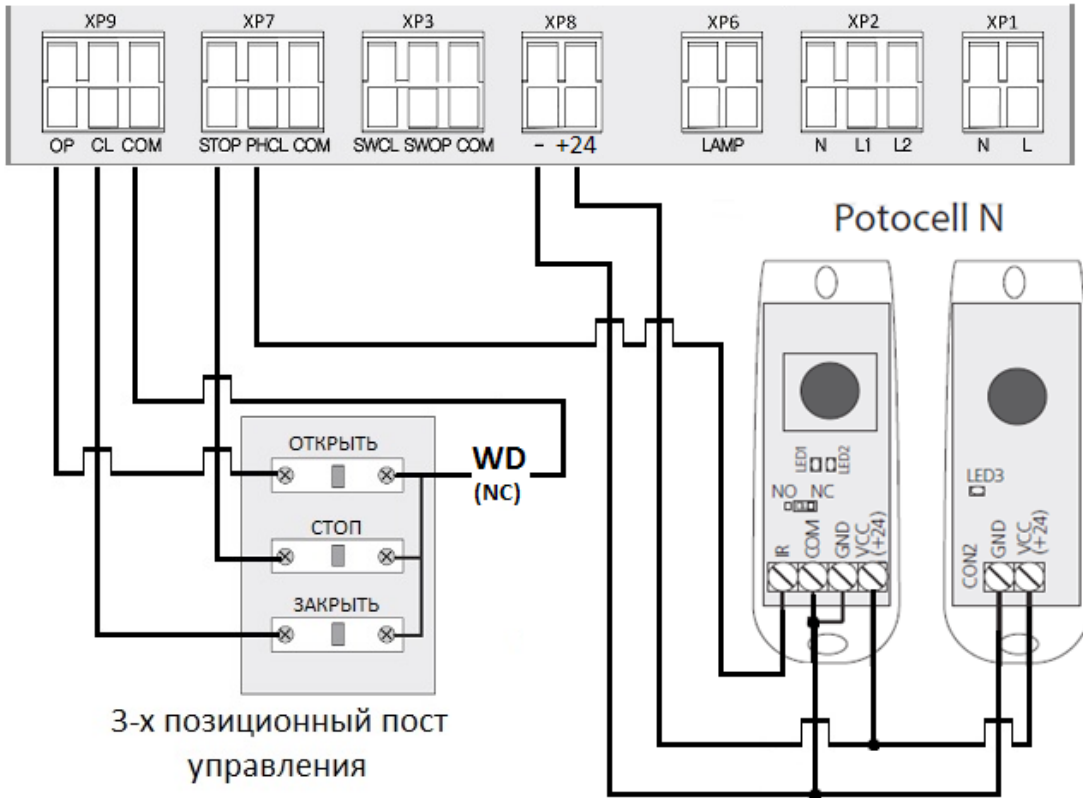 XP9 XP7 XP3 XP8 XP6 XP2 XP1
OP CL COM STOP PHCL COM SWCL SWOP COM - +24 LAMP N L1 L2 N L
Potocell N
ОТКРЫТЬ
WD
(NC)
СТОП
ЗАКРЫТЬ
LED1 LED2
NO NC
IR COM GND VCC (+24)
LED3
CON2 GND VCC (+24)
3-х позиционный пост
управления